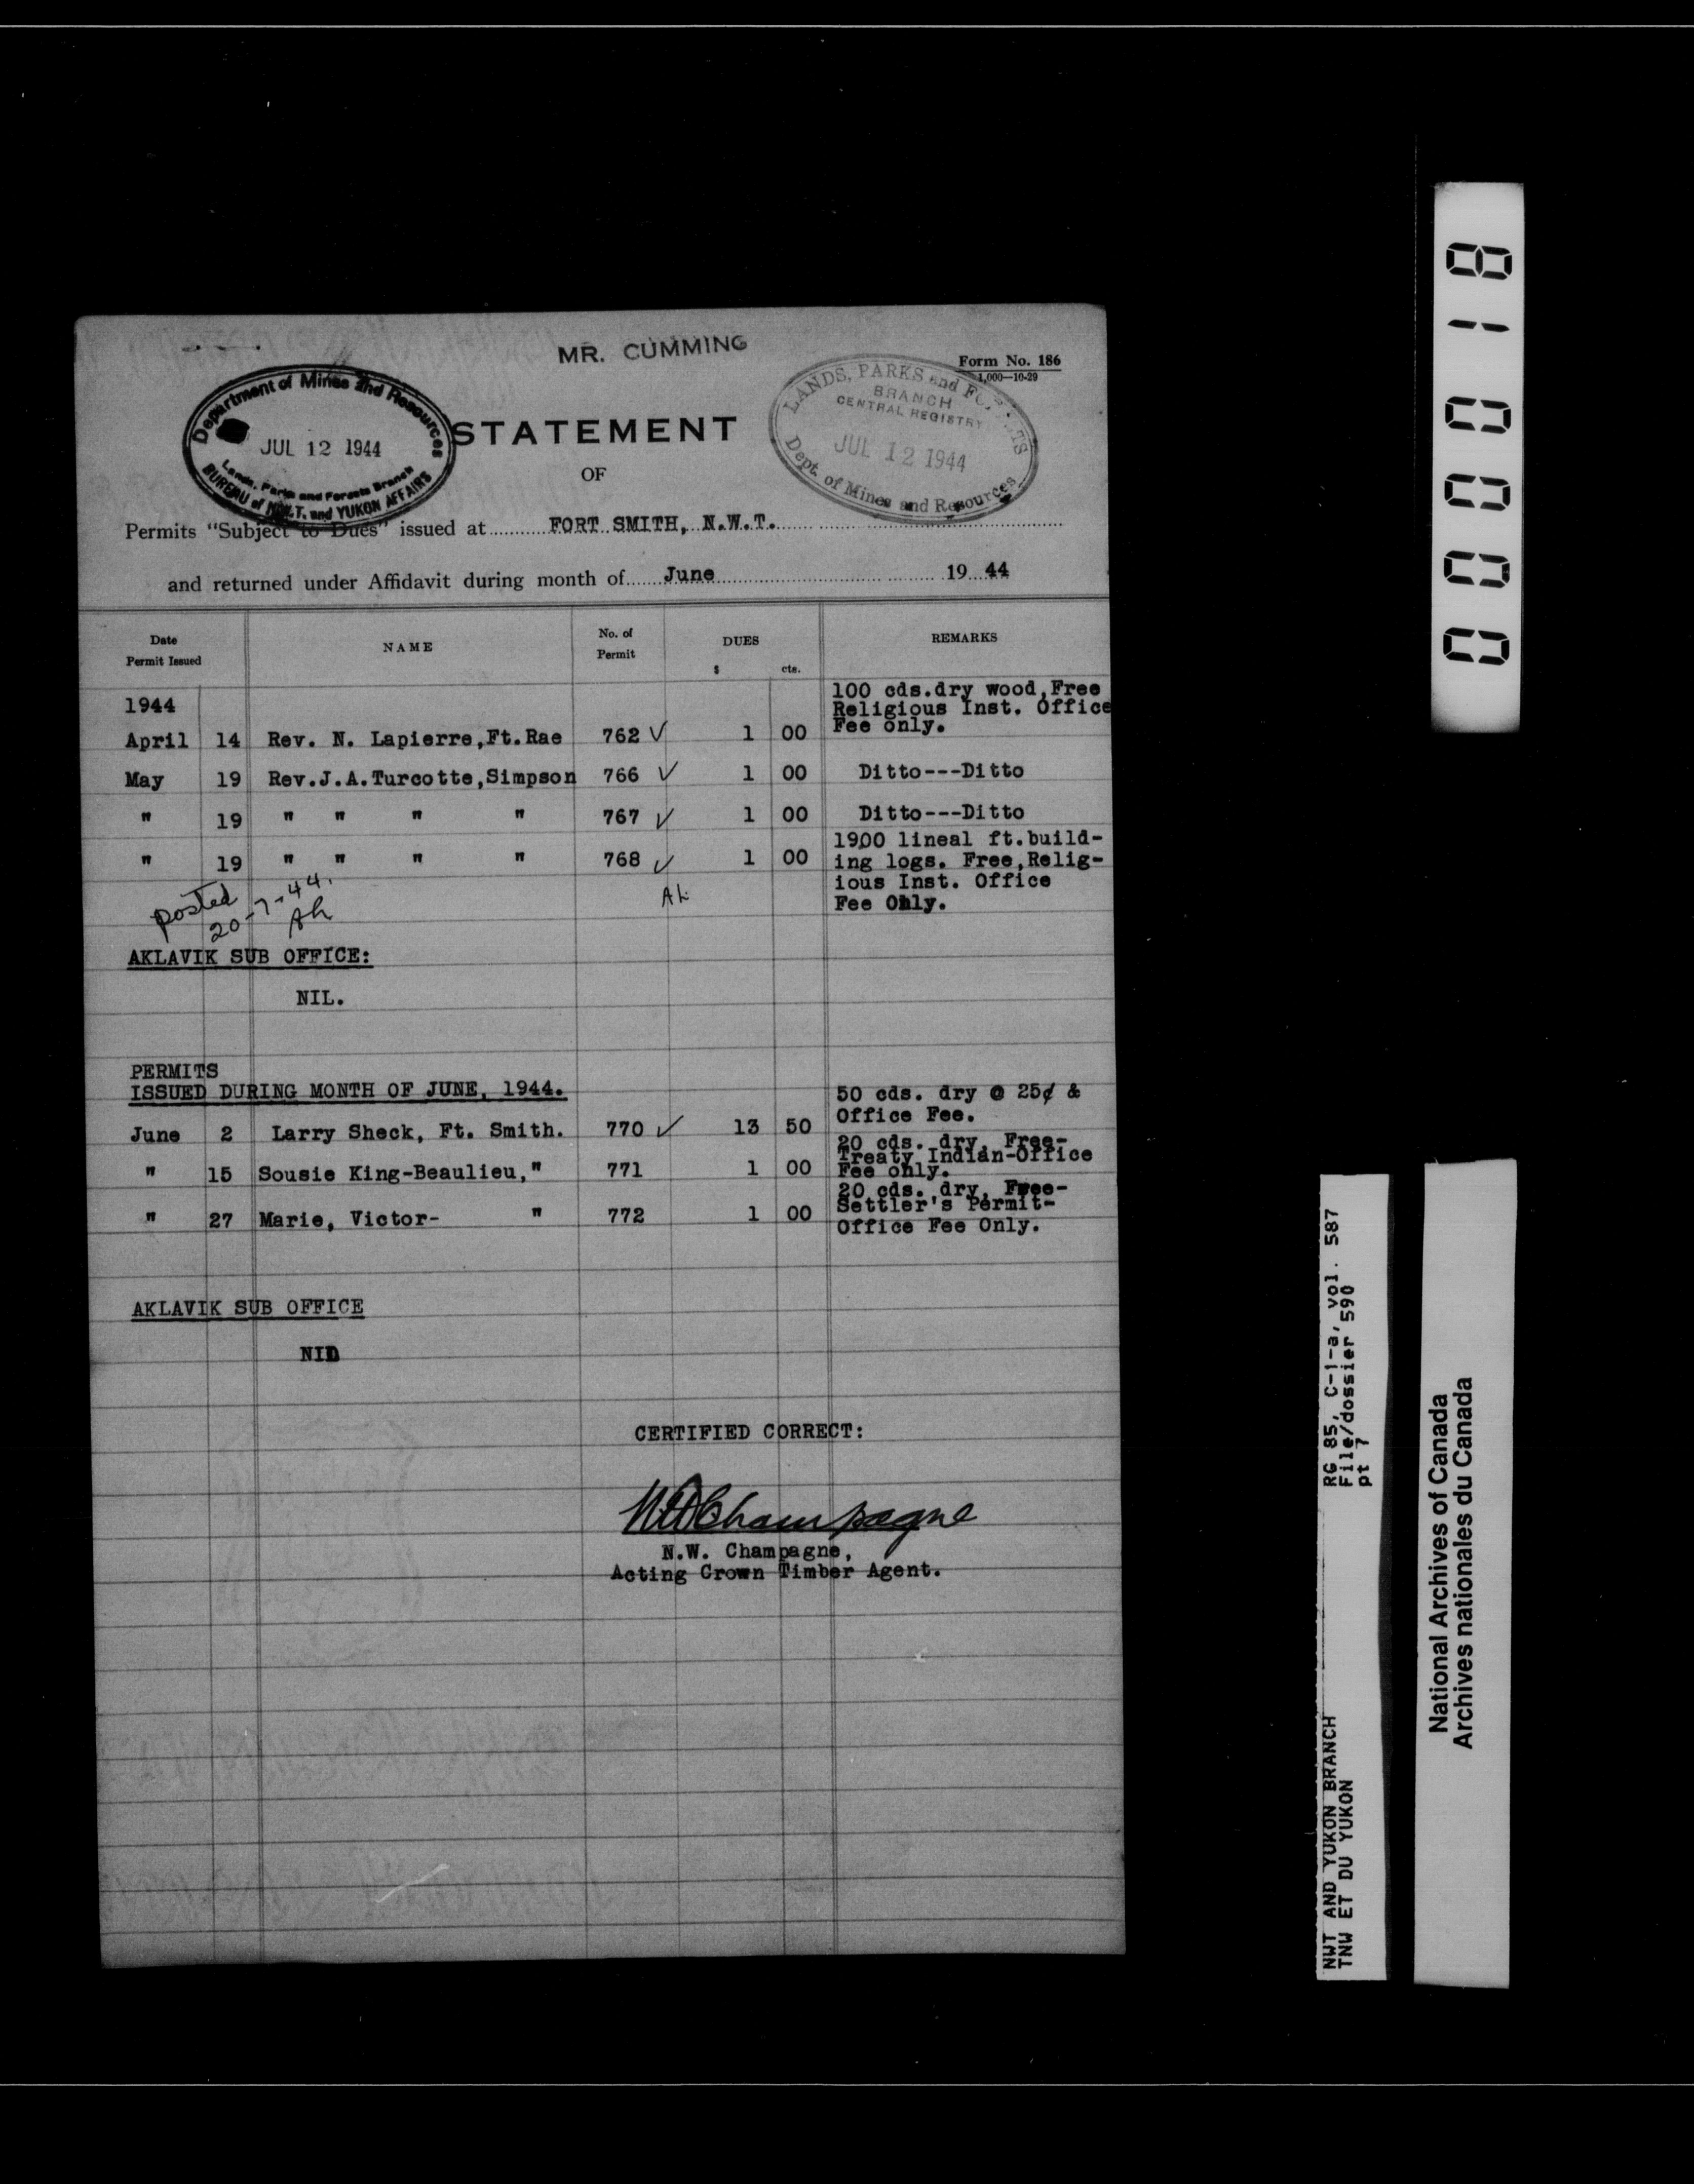 MR. CUMMING
Form No. 186
1,000—10-29
Department of Mines and Resources
JUL 12 1944
Lands, Parks and Forests Branch
BUREAU of N.W.T. and YUKON AFFAIRS
LANDS, PARKS and FORESTS
BRANCH
CENTRAL REGISTRY
JUL 12 1944
Dept. of Mines and Resources
STATEMENT
OF
Permits "Subject to Dues" issued at FORT SMITH, N.W.T.
and returned under Affidavit during month of June 19 44
Date Permit Issued NAME No. of Permit DUES $ cts. REMARKS
1944
April 14 Rev. N. Lapierre,Ft.Rae 762 ✓ 1 00 100 cds.dry wood,Free
Religious Inst. Office
Fee only.
May 19 Rev.J.A.Turcotte,Simpson 766 ✓ 1 00 Ditto---Ditto
" 19 " " " " 767 ✓ 1 00 Ditto---Ditto
" 19 " " " " 768 ✓ 1 00 1900 lineal ft.build-
ing logs. Free,Relig-
ious Inst. Office
Fee Only.
posted
20-7-44.
Ah
Ah
AKLAVIK SUB OFFICE:
NIL.
PERMITS
ISSUED DURING MONTH OF JUNE, 1944.
June 2 Larry Sheck, Ft. Smith. 770 ✓ 13 50 50 cds. dry @ 25¢ &
Office Fee.
" 15 Sousie King-Beaulieu," 771 1 00 20 cds. dry, Free-
Treaty Indian-Office
Fee only.
" 27 Marie, Victor- " 772 1 00 20 cds. dry, Free-
Settler's Permit-
Office Fee Only.
AKLAVIK SUB OFFICE
NIL
CERTIFIED CORRECT:
NW Champagne
N.W. Champagne,
Acting Crown Timber Agent.
000018
RG 85, C-1-a, vol. 587
File/dossier 590
pt 7
NWT AND YUKON BRANCH
TNW ET DU YUKON
National Archives of Canada
Archives nationales du Canada